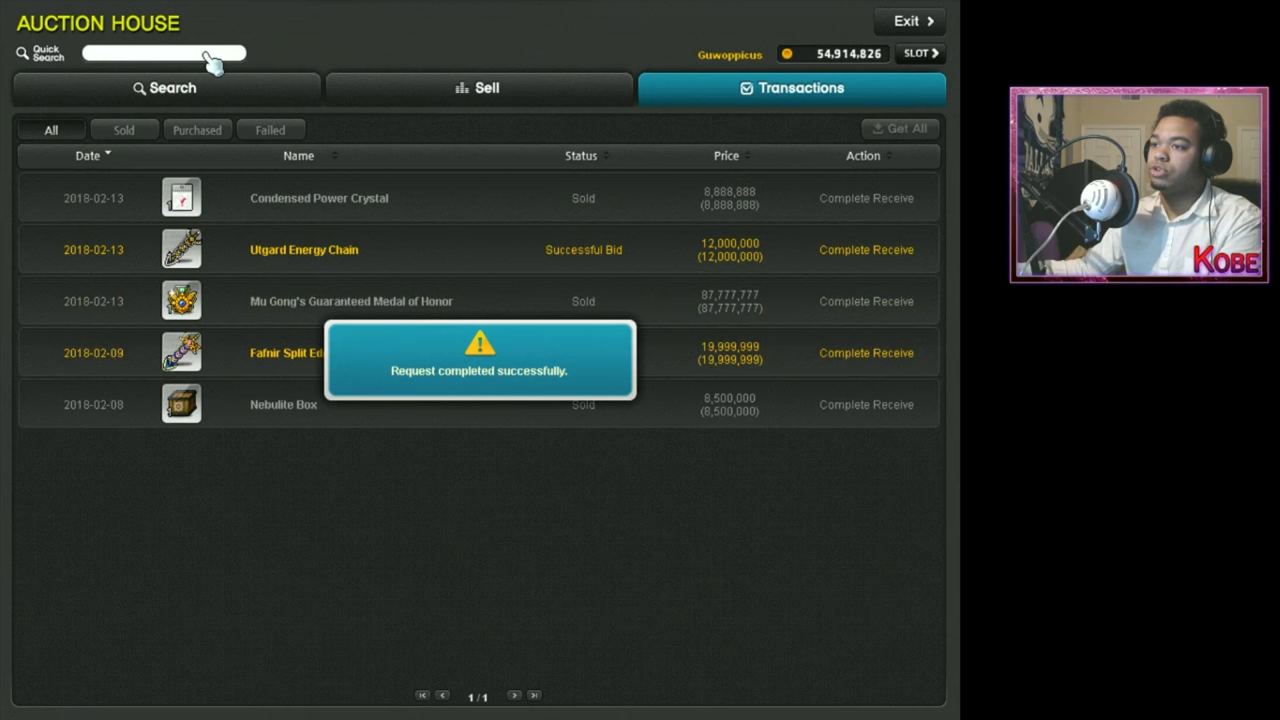 AUCTION HOUSE
Exit
Quick
Search
Guwoppicus 54,914,826 SLOT
Search Sell Transactions
All Sold Purchased Failed Get All
Date Name Status Price Action
2018-02-13 Condensed Power Crystal Sold 8,888,888 (8,888,888) Complete Receive
2018-02-13 Utgard Energy Chain Successful Bid 12,000,000 (12,000,000) Complete Receive
2018-02-13 Mu Gong's Guaranteed Medal of Honor Sold 87,777,777 (87,777,777) Complete Receive
2018-02-09 Fafnir Split 19,999,999 (19,999,999) Complete Receive
Request completed successfully.
2018-02-08 Nebulite Box Sold 8,500,000 (8,500,000) Complete Receive
1 / 1
DALLAS
KOBE